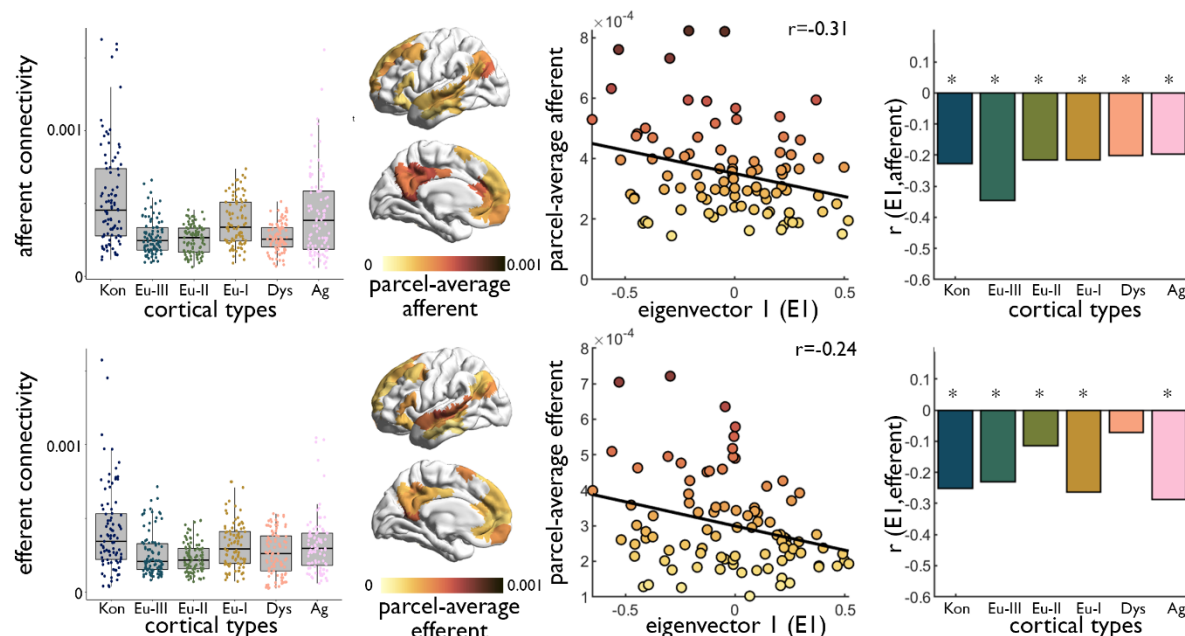 afferent connectivity
0.001
0
Kon Eu-III Eu-II Eu-I Dys Ag
cortical types
0 0.001
parcel-average
afferent
×10⁻⁴
r=-0.31
parcel-average afferent
8
6
4
2
-0.5 0 0.5
eigenvector 1 (E1)
r (E1,afferent)
0.1
0
-0.1
-0.2
-0.3
-0.4
-0.5
-0.6
* * * * * *
Kon Eu-III Eu-II Eu-I Dys Ag
cortical types
efferent connectivity
0.001
0
Kon Eu-III Eu-II Eu-I Dys Ag
cortical types
0 0.001
parcel-average
efferent
×10⁻⁴
r=-0.24
parcel-average efferent
8
7
6
5
4
3
2
1
-0.5 0 0.5
eigenvector 1 (E1)
r (E1,efferent)
0.1
0
-0.1
-0.2
-0.3
-0.4
-0.5
-0.6
* * * * *
Kon Eu-III Eu-II Eu-I Dys Ag
cortical types